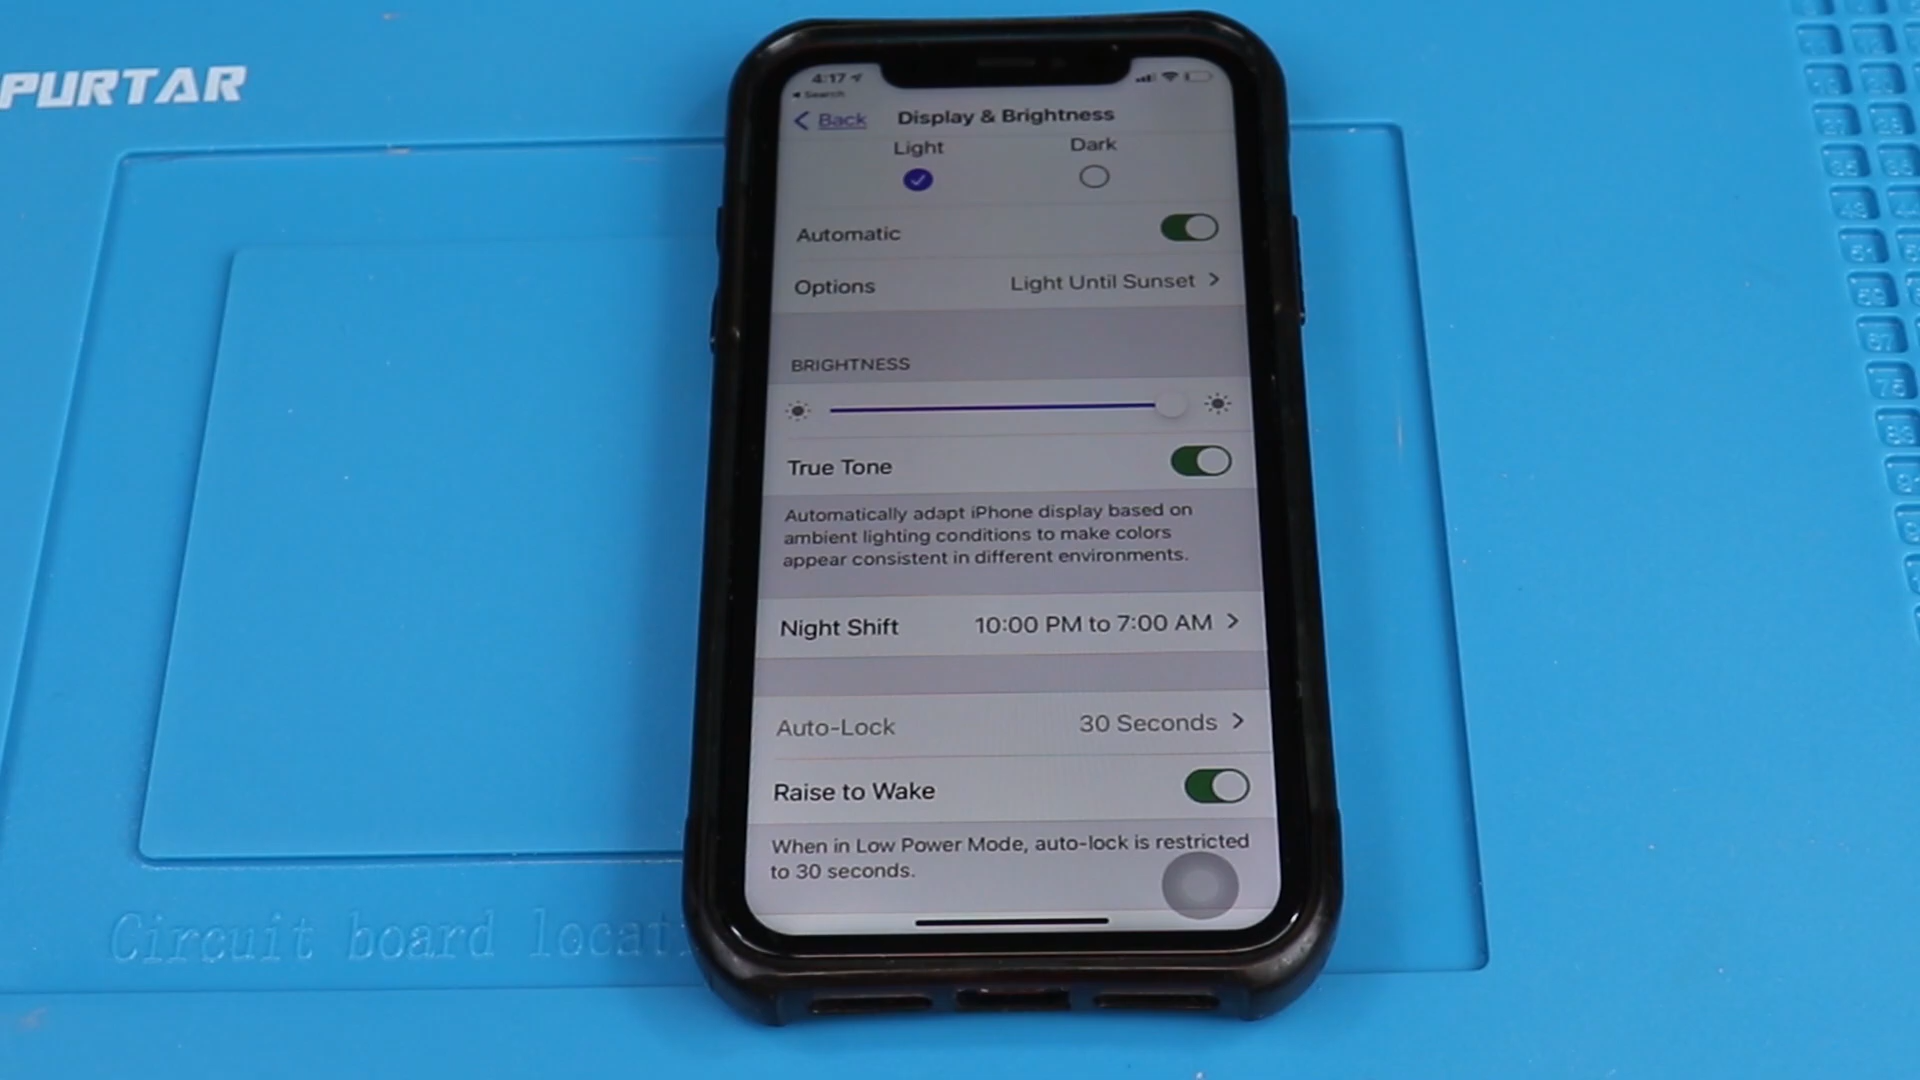 PURTAR
4:17
Search
Back
Display & Brightness
Light
Dark
Automatic
Options
Light Until Sunset
BRIGHTNESS
True Tone
Automatically adapt iPhone display based on
ambient lighting conditions to make colors
appear consistent in different environments.
Night Shift
10:00 PM to 7:00 AM
Auto-Lock
30 Seconds
Raise to Wake
When in Low Power Mode, auto-lock is restricted
to 30 seconds.
Circuit board locati
75